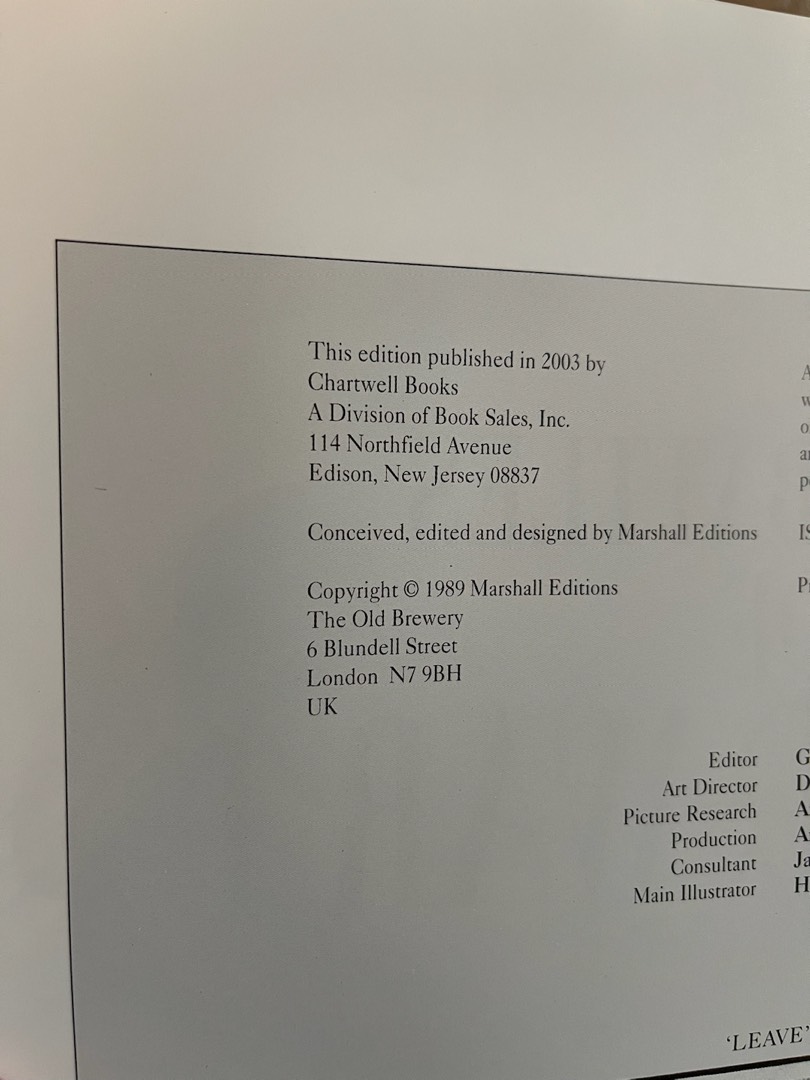 This edition published in 2003 by
Chartwell Books
A Division of Book Sales, Inc.
114 Northfield Avenue
Edison, New Jersey 08837
Conceived, edited and designed by Marshall Editions
Copyright © 1989 Marshall Editions
The Old Brewery
6 Blundell Street
London N7 9BH
UK
Editor
Art Director
Picture Research
Production
Consultant
Main Illustrator
‘LEAVE’